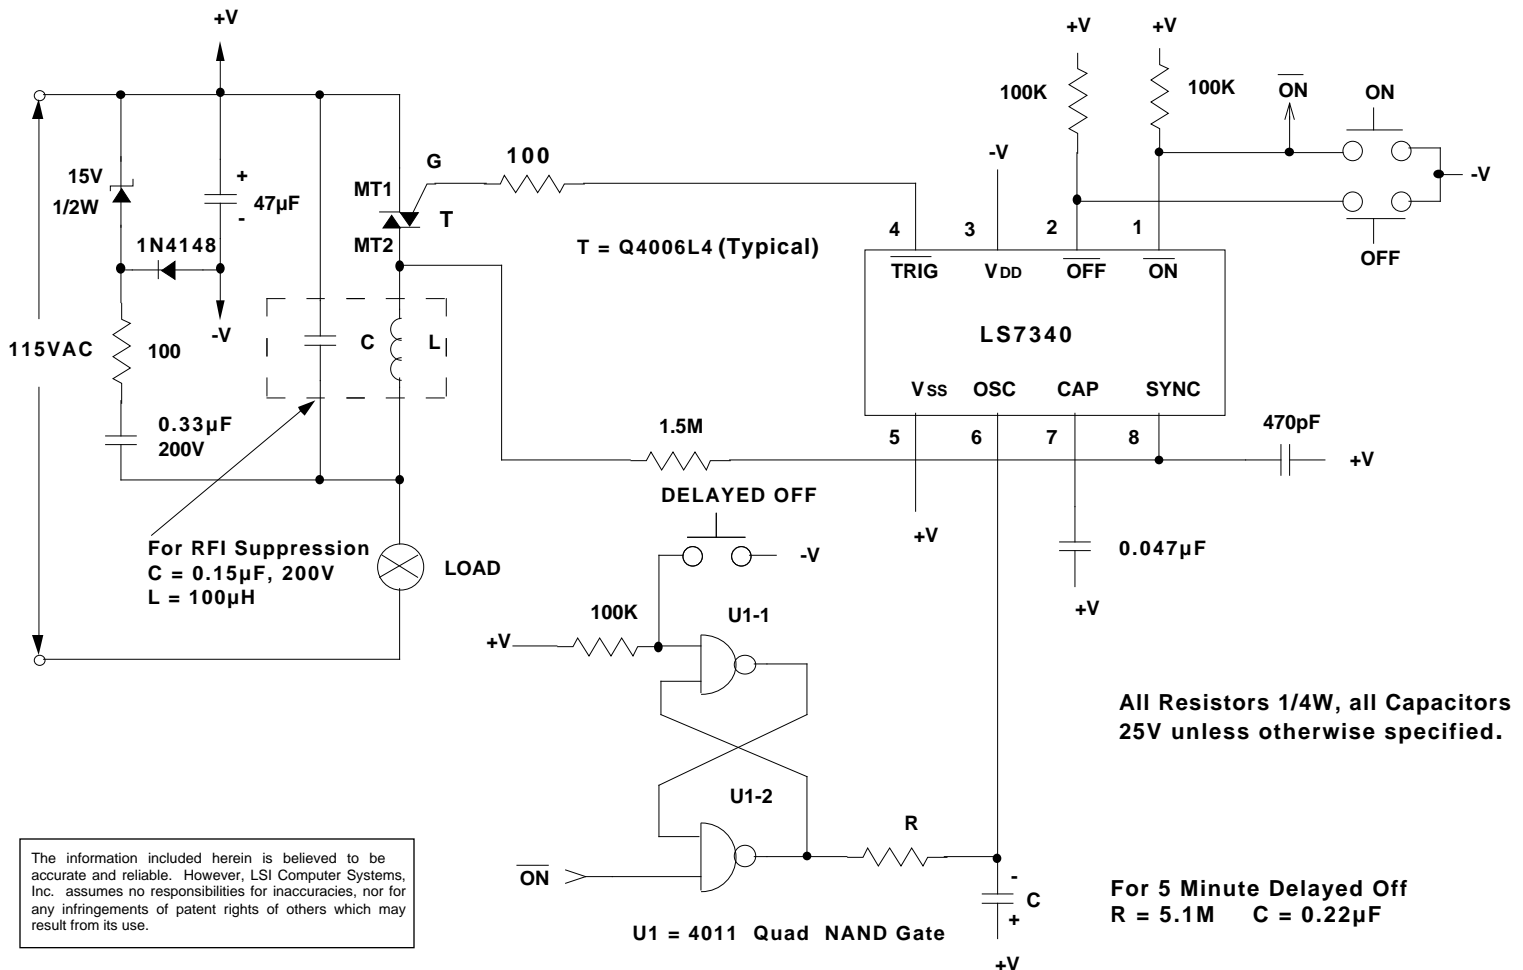 +V
+V
+V
100K
100K
ON
ON
-V
OFF
15V
1/2W
+
47µF
-
1N4148
-V
100
115VAC
0.33µF
200V
C
L
MT1
G
100
T
MT2
T = Q4006L4 (Typical)
-V
4
3
2
1
TRIG
VDD
OFF
ON
LS7340
VSS
OSC
CAP
SYNC
5
6
7
8
470pF
+V
1.5M
+V
0.047µF
+V
For RFI Suppression
C = 0.15µF, 200V
L = 100µH
LOAD
DELAYED OFF
-V
100K
+V
U1-1
U1-2
ON
R
-
C
+
+V
U1 = 4011 Quad NAND Gate
All Resistors 1/4W, all Capacitors
25V unless otherwise specified.
For 5 Minute Delayed Off
R = 5.1M C = 0.22µF
The information included herein is believed to be
accurate and reliable. However, LSI Computer Systems,
Inc. assumes no responsibilities for inaccuracies, nor for
any infringements of patent rights of others which may
result from its use.